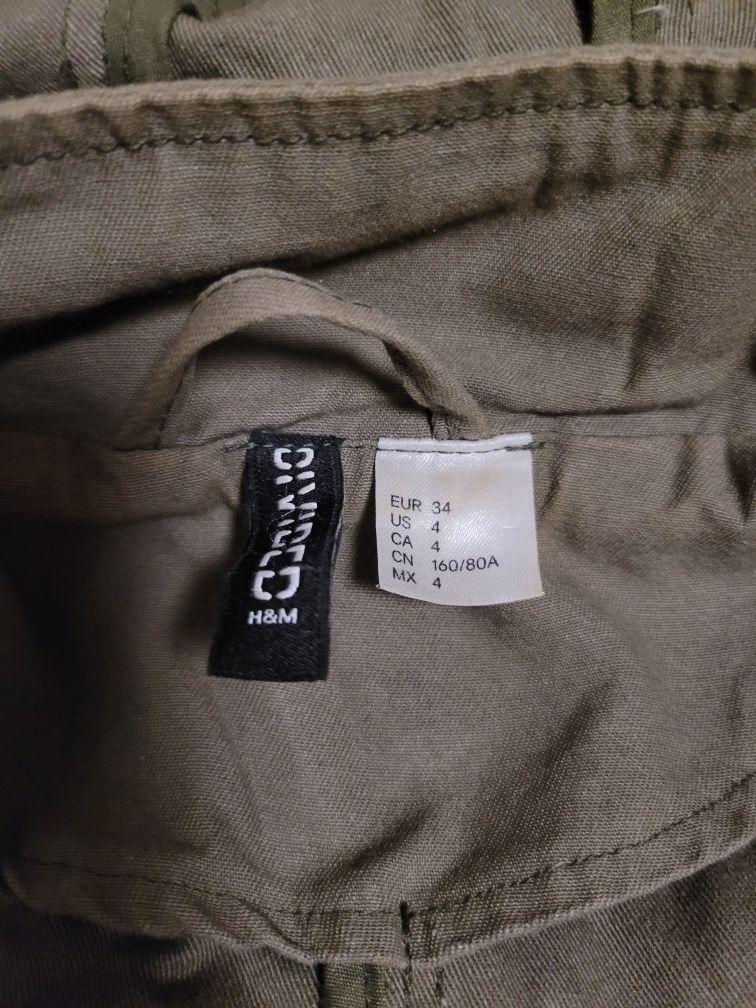 DIVIDED
H&M
EUR 34
US 4
CA 4
CN 160/80A
MX 4